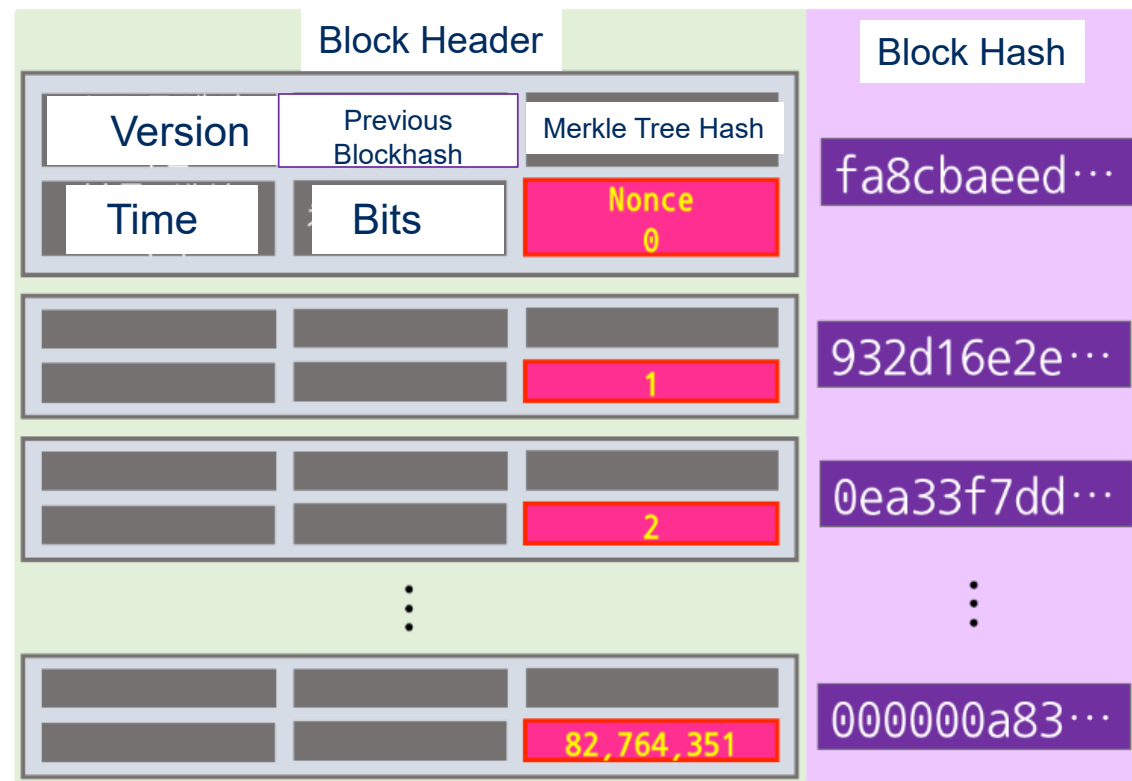 Block Header
Block Hash
Version
Previous
Blockhash
Merkle Tree Hash
fa8cbaeed⋯
Time
Bits
Nonce
0
932d16e2e⋯
1
0ea33f7dd⋯
2
000000a83⋯
82,764,351